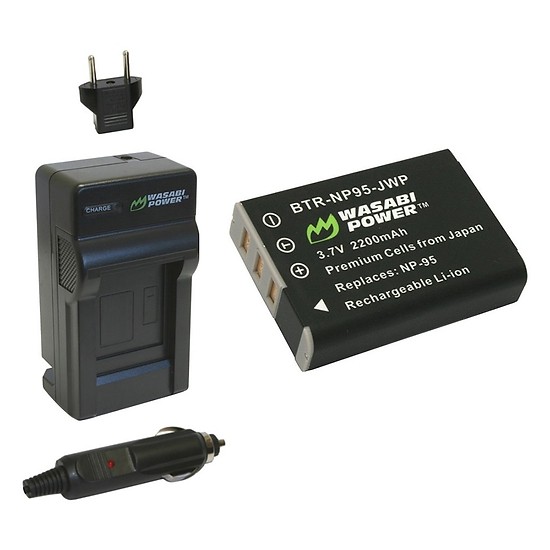 CHARGE
WASABI
POWER™
BTR-NP95-JWP
WASABI
POWER™
3.7V 2200mAh
Premium Cells from Japan
Replaces: NP-95
Rechargeable Li-ion